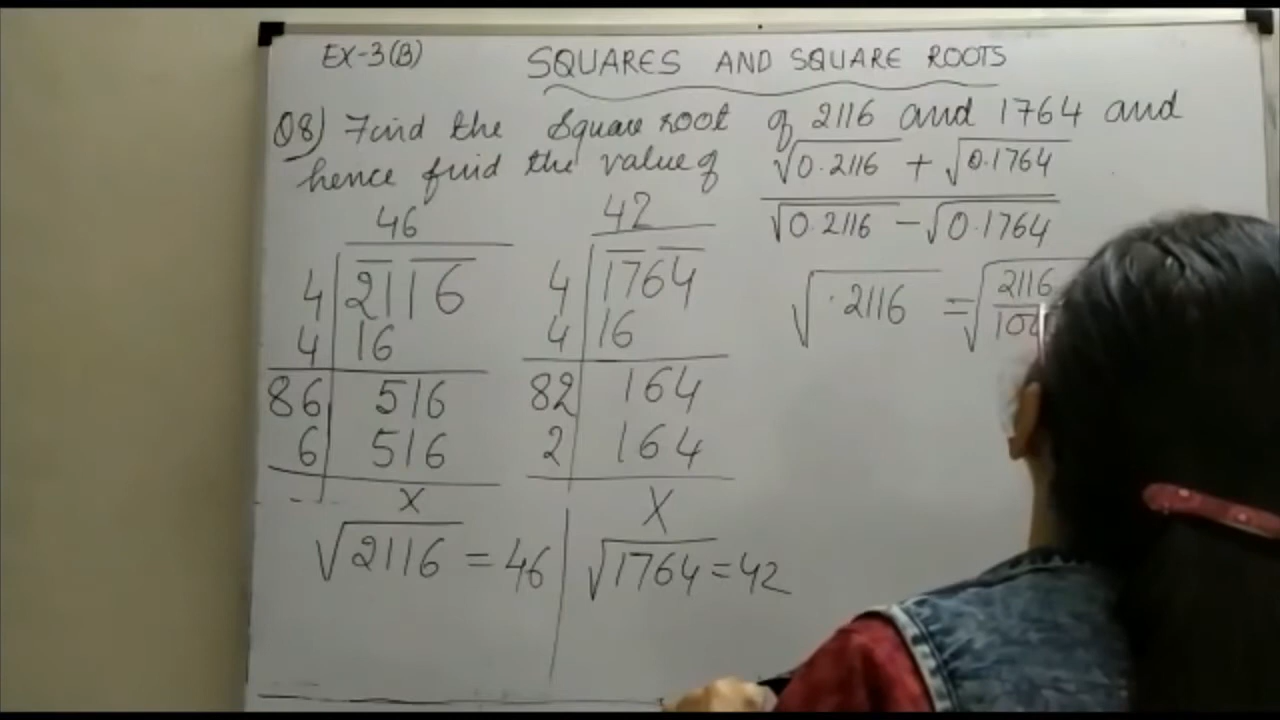 EX-3(B) SQUARES AND SQUARE ROOTS
Q8) Find the Square root of 2116 and 1764 and
hence find the value of √0.2116 + √0.1764
√0.2116 - √0.1764
46
4 2116
4 16
86 516
6 516
x
√2116 = 46
42
4 1764
4 16
82 164
2 164
X
√1764 = 42
√.2116 = √2116